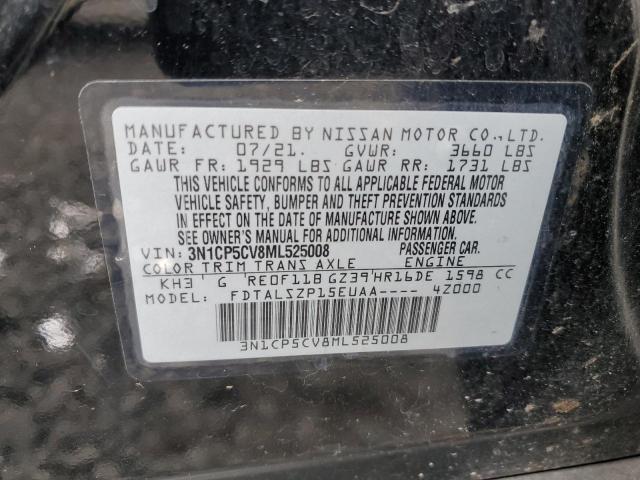 MANUFACTURED BY NISSAN MOTOR CO.,LTD.
DATE: 07/21. GVWR: 3660 LBS
GAWR FR: 1929 LBS GAWR RR: 1731 LBS
THIS VEHICLE CONFORMS TO ALL APPLICABLE FEDERAL MOTOR
VEHICLE SAFETY, BUMPER AND THEFT PREVENTION STANDARDS
IN EFFECT ON THE DATE OF MANUFACTURE SHOWN ABOVE.
SEE OWNER'S MANUAL FOR ADDITIONAL INFORMATION.
VIN: 3N1CP5CV8ML525008 PASSENGER CAR.
COLOR TRIM TRANS AXLE ENGINE
KH3 G RE0F11B GZ39 HR16DE 1598 CC
MODEL: FDTALSZP15EUAA---- 4Z000
3N1CP5CV8ML525008